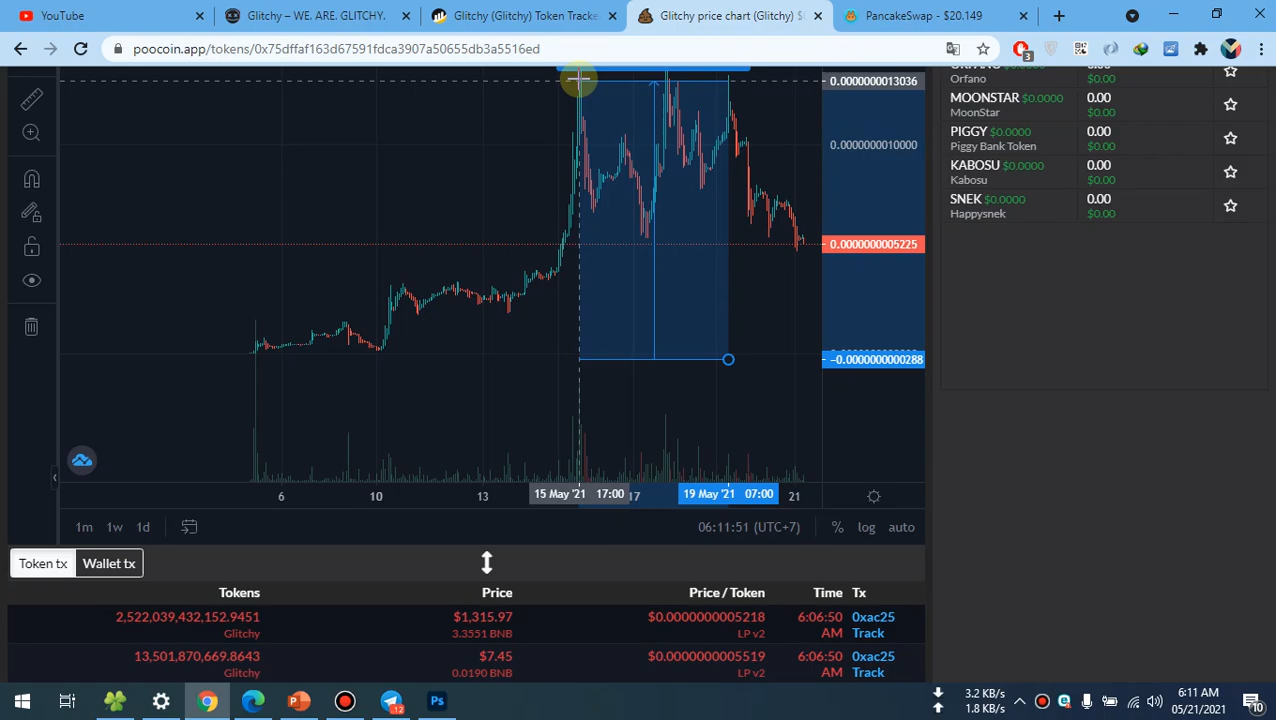 YouTube
Glitchy – WE. ARE. GLITCHY.
Glitchy (Glitchy) Token Tracke
Glitchy price chart (Glitchy) $0
PancakeSwap - $20.149
poocoin.app/tokens/0x75dffaf163d67591fdca3907a50655db3a5516ed
3
0.0000000013036
0.0000000010000
0.0000000005225
−0.0000000000288
Orfano
$0.00
MOONSTAR $0.0000
0.00
MoonStar
$0.00
PIGGY $0.0000
0.00
Piggy Bank Token
$0.00
KABOSU $0.0000
0.00
Kabosu
$0.00
SNEK $0.0000
0.00
Happysnek
$0.00
6
10
13
15 May '21 17:00
17
19 May '21 07:00
21
1m
1w
1d
06:11:51 (UTC+7)
%
log
auto
Token tx
Wallet tx
Tokens
Price
Price / Token
Time
Tx
2,522,039,432,152.9451
$1,315.97
$0.0000000005218
6:06:50
0xac25
Glitchy
3.3551 BNB
LP v2
AM
Track
13,501,870,669.8643
$7.45
$0.0000000005519
6:06:50
0xac25
Glitchy
0.0190 BNB
LP v2
AM
Track
12
3.2 KB/s
1.8 KB/s
6:11 AM
05/21/2021
10